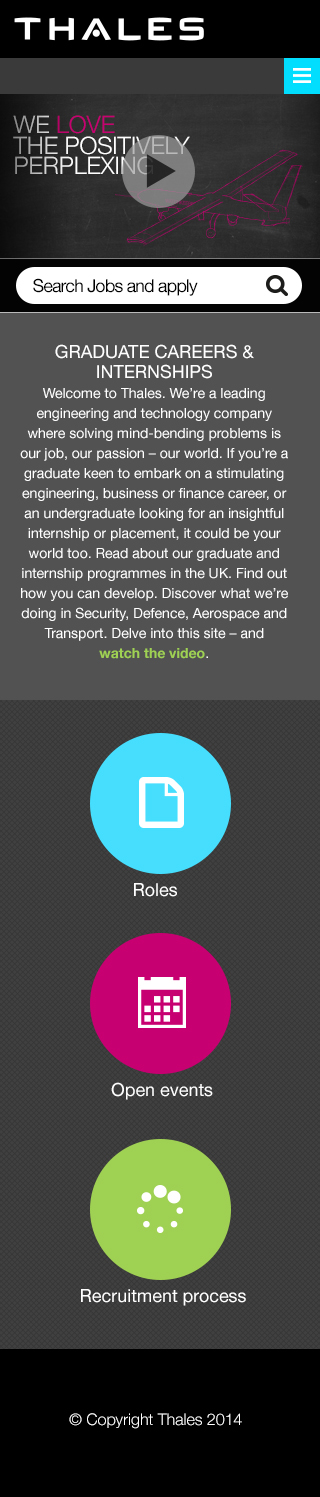 THALES
WE LOVE
THE POSITIVELY
PERPLEXING
Search Jobs and apply
GRADUATE CAREERS &
INTERNSHIPS
Welcome to Thales. We're a leading
engineering and technology company
where solving mind-bending problems is
our job, our passion – our world. If you're a
graduate keen to embark on a stimulating
engineering, business or finance career, or
an undergraduate looking for an insightful
internship or placement, it could be your
world too. Read about our graduate and
internship programmes in the UK. Find out
how you can develop. Discover what we're
doing in Security, Defence, Aerospace and
Transport. Delve into this site – and
watch the video.
Roles
Open events
Recruitment process
© Copyright Thales 2014